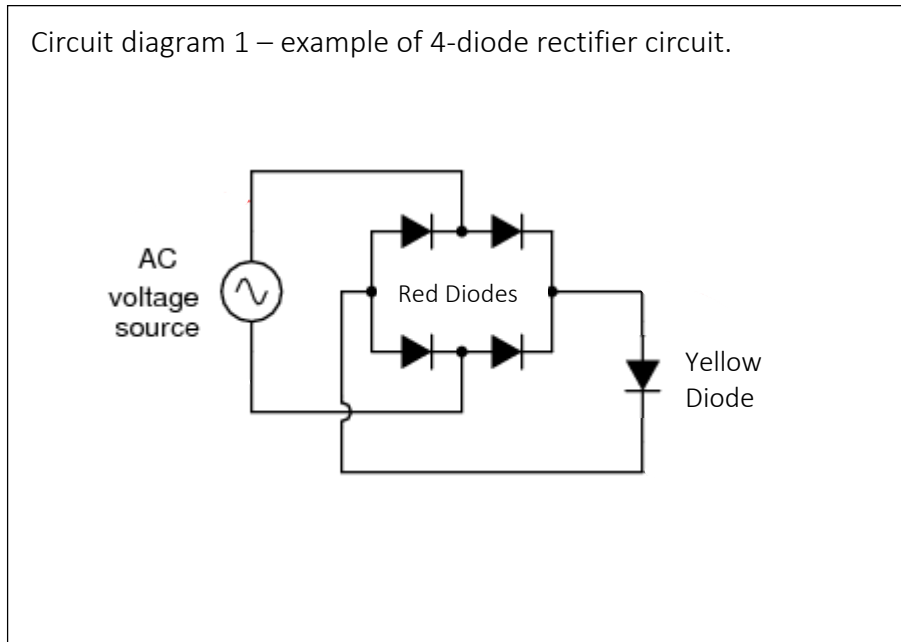 Circuit diagram 1 – example of 4-diode rectifier circuit.
AC
voltage
source
Red Diodes
Yellow
Diode